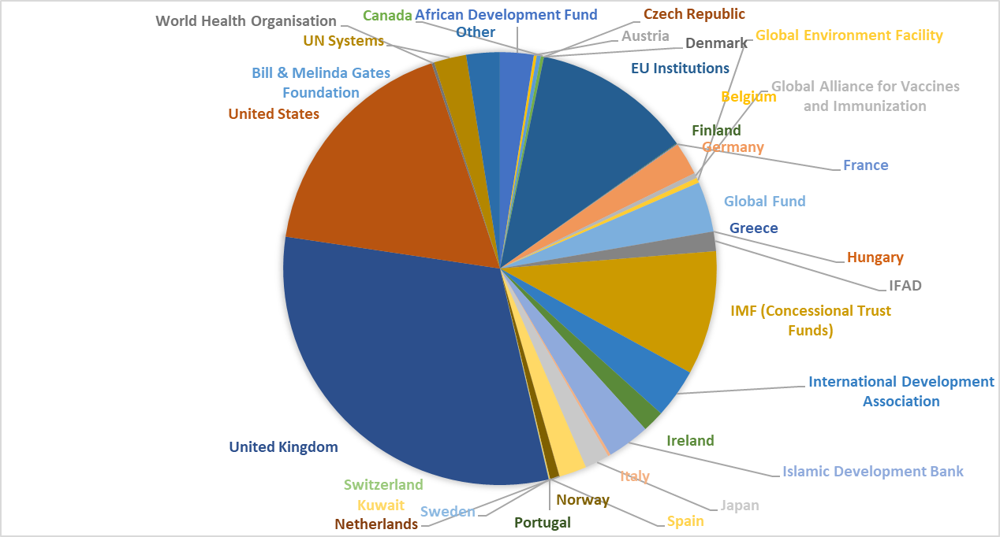 World Health Organisation
Canada
African Development Fund
Czech Republic
Other
Austria
Denmark
Global Environment Facility
UN Systems
EU Institutions
Bill & Melinda Gates
Foundation
Global Alliance for Vaccines
and Immunization
Belgium
United States
Finland
Germany
France
Global Fund
Greece
Hungary
IFAD
IMF (Concessional Trust
Funds)
International Development
Association
Ireland
United Kingdom
Islamic Development Bank
Italy
Switzerland
Kuwait
Sweden
Norway
Japan
Netherlands
Portugal
Spain